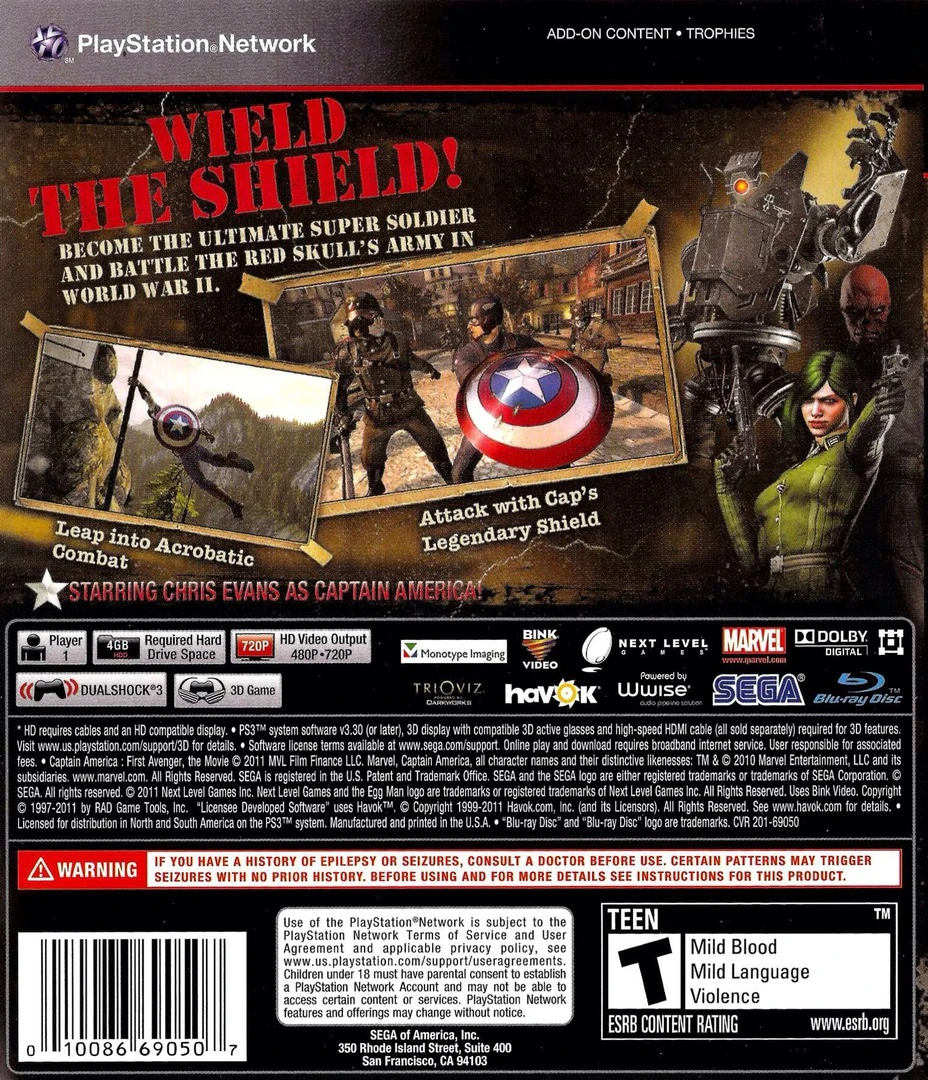 PlayStation®Network
SM
ADD-ON CONTENT • TROPHIES
WIELD
THE SHIELD!
BECOME THE ULTIMATE SUPER SOLDIER
AND BATTLE THE RED SKULL'S ARMY IN
WORLD WAR II.
Leap into Acrobatic
Combat
Attack with Cap's
Legendary Shield
STARRING CHRIS EVANS AS CAPTAIN AMERICA!
Player
1
4GB
HDD
Required Hard
Drive Space
720P
HD Video Output
480P•720P
DUALSHOCK®3
3D Game
Monotype Imaging
BINK
VIDEO
NEXT LEVEL
GAMES
MARVEL
www.marvel.com
DOLBY
DIGITAL
TRIOVIZ
POWERED BY
DARKWORKS
havok
Powered by
Wwise®
audio pipeline solution
SEGA®
Blu-ray Disc™
* HD requires cables and an HD compatible display. • PS3™ system software v3.30 (or later), 3D display with compatible 3D active glasses and high-speed HDMI cable (all sold separately) required for 3D features.
Visit www.us.playstation.com/support/3D for details. • Software license terms available at www.sega.com/support. Online play and download requires broadband internet service. User responsible for associated
fees. • Captain America : First Avenger, the Movie © 2011 MVL Film Finance LLC. Marvel, Captain America, all character names and their distinctive likenesses: TM & © 2010 Marvel Entertainment, LLC and its
subsidiaries. www.marvel.com. All Rights Reserved. SEGA is registered in the U.S. Patent and Trademark Office. SEGA and the SEGA logo are either registered trademarks or trademarks of SEGA Corporation. ©
SEGA. All rights reserved. © 2011 Next Level Games Inc. Next Level Games and the Egg Man logo are trademarks or registered trademarks of Next Level Games Inc. All Rights Reserved. Uses Bink Video. Copyright
© 1997-2011 by RAD Game Tools, Inc. "Licensee Developed Software" uses Havok™. © Copyright 1999-2011 Havok.com, Inc. (and its Licensors). All Rights Reserved. See www.havok.com for details. •
Licensed for distribution in North and South America on the PS3™ system. Manufactured and printed in the U.S.A. • "Blu-ray Disc" and "Blu-ray Disc" logo are trademarks. CVR 201-69050
WARNING
IF YOU HAVE A HISTORY OF EPILEPSY OR SEIZURES, CONSULT A DOCTOR BEFORE USE. CERTAIN PATTERNS MAY TRIGGER
SEIZURES WITH NO PRIOR HISTORY. BEFORE USING AND FOR MORE DETAILS SEE INSTRUCTIONS FOR THIS PRODUCT.
0 10086 69050 7
Use of the PlayStation®Network is subject to the
PlayStation Network Terms of Service and User
Agreement and applicable privacy policy, see
www.us.playstation.com/support/useragreements.
Children under 18 must have parental consent to establish
a PlayStation Network Account and may not be able to
access certain content or services. PlayStation Network
features and offerings may change without notice.
SEGA of America, Inc.
350 Rhode Island Street, Suite 400
San Francisco, CA 94103
TEEN
TM
T
Mild Blood
Mild Language
Violence
ESRB CONTENT RATING
www.esrb.org